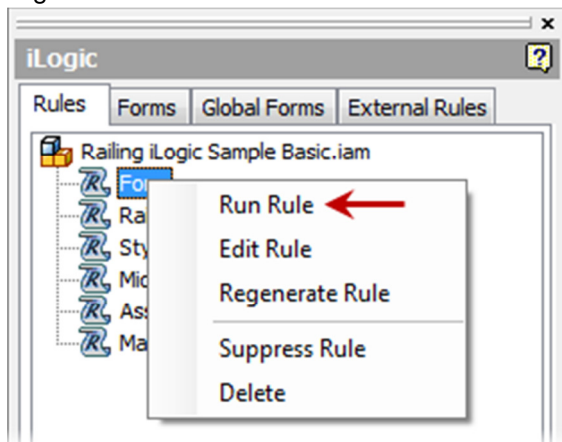 iLogic
Rules Forms Global Forms External Rules
Railing iLogic Sample Basic.iam
Run Rule
Edit Rule
Regenerate Rule
Suppress Rule
Delete